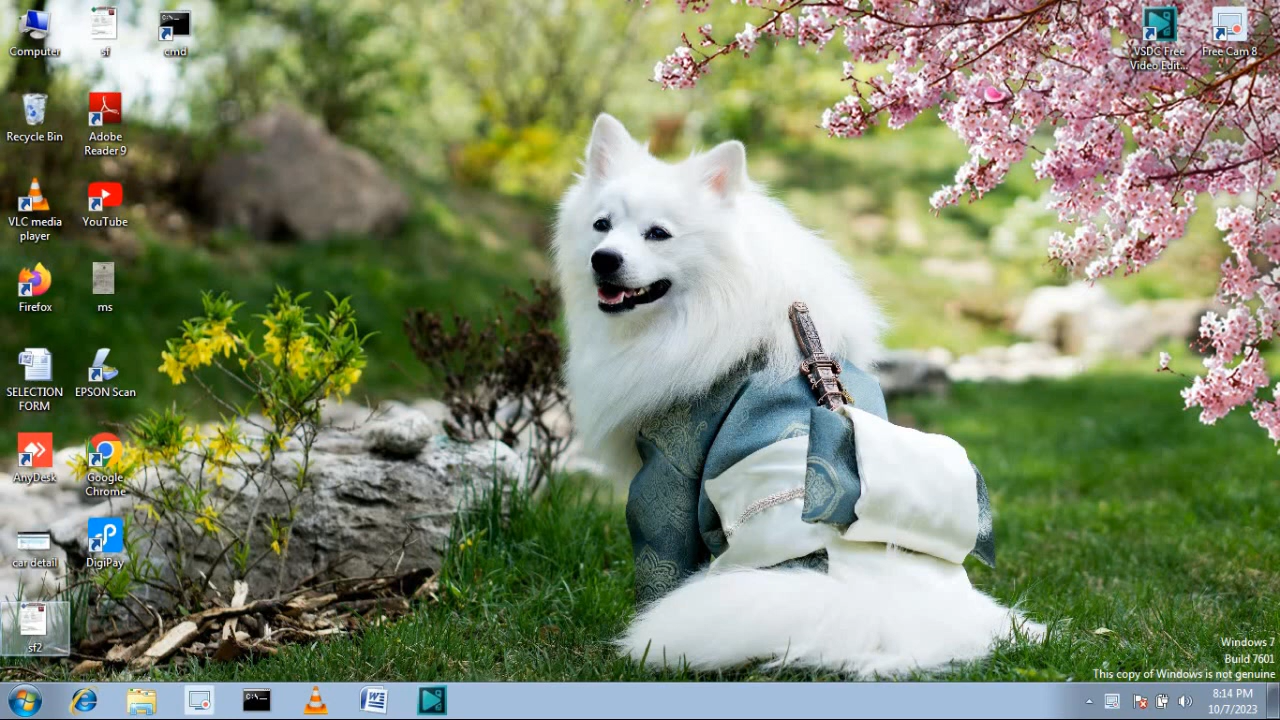 Computer
sf
cmd
VSDC Free
Video Edit...
Free Cam 8
Recycle Bin
Adobe
Reader 9
VLC media
player
YouTube
Firefox
ms
SELECTION
FORM
EPSON Scan
AnyDesk
Google
Chrome
car detail
DigiPay
sf2
Windows 7
Build 7601
This copy of Windows is not genuine
8:14 PM
10/7/2023